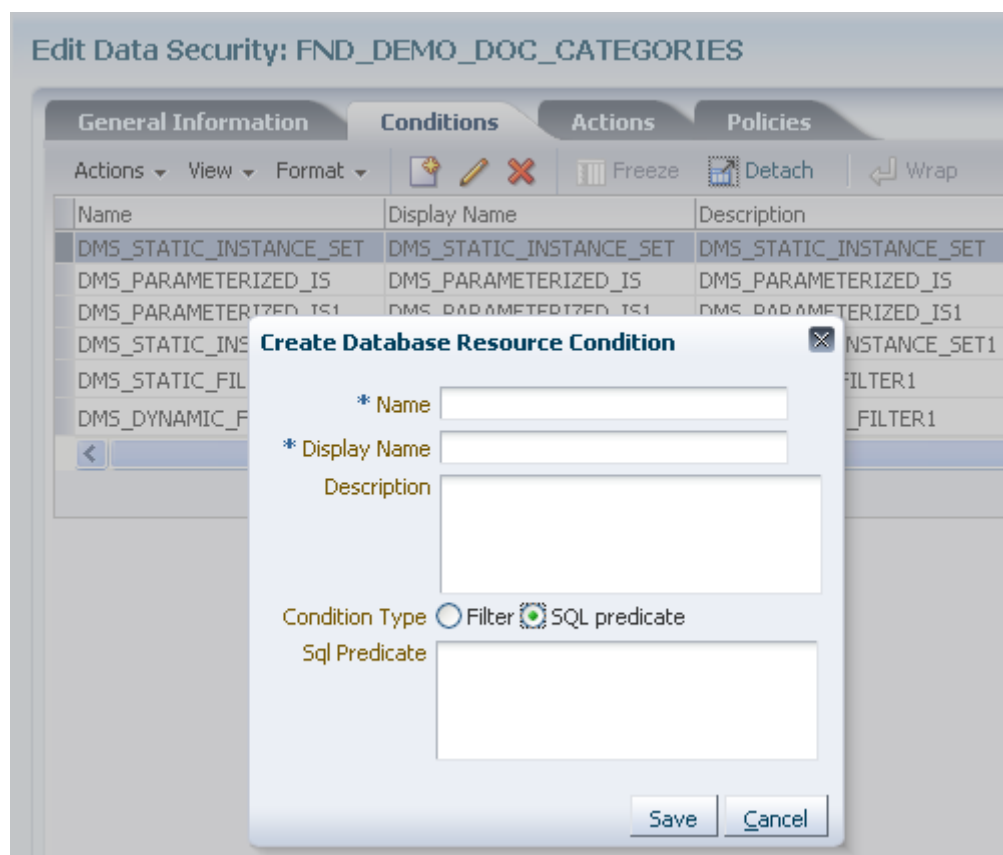 Edit Data Security: FND_DEMO_DOC_CATEGORIES
General Information Conditions Actions Policies
Actions View Format Freeze Detach Wrap
Name Display Name Description
DMS_STATIC_INSTANCE_SET DMS_STATIC_INSTANCE_SET DMS_STATIC_INSTANCE_SET
DMS_PARAMETERIZED_IS DMS_PARAMETERIZED_IS DMS_PARAMETERIZED_IS
DMS_PARAMETERIZED_IS1 DMS_PARAMETERIZED_IS1 TERIZED_IS1
DMS_STATIC_INS NSTANCE_SET1
DMS_STATIC_FIL FILTER1
DMS_DYNAMIC_F _FILTER1
Create Database Resource Condition
* Name
* Display Name
Description
Condition Type Filter SQL predicate
Sql Predicate
Save Cancel